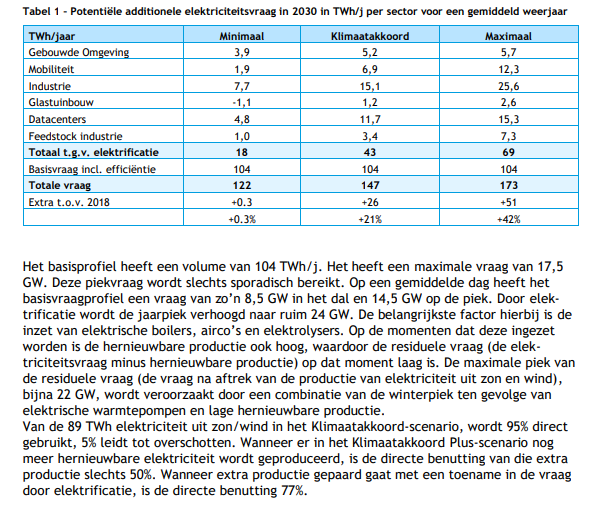 Tabel 1 - Potentiële additionele elektriciteitsvraag in 2030 in TWh/j per sector voor een gemiddeld weerjaar
TWh/jaar Minimaal Klimaatakkoord Maximaal
Gebouwde Omgeving 3,9 5,2 5,7
Mobiliteit 1,9 6,9 12,3
Industrie 7,7 15,1 25,6
Glastuinbouw -1,1 1,2 2,6
Datacenters 4,8 11,7 15,3
Feedstock industrie 1,0 3,4 7,3
Totaal t.g.v. elektrificatie 18 43 69
Basisvraag incl. efficiëntie 104 104 104
Totale vraag 122 147 173
Extra t.o.v. 2018 +0.3 +26 +51
+0.3% +21% +42%
Het basisprofiel heeft een volume van 104 TWh/j. Het heeft een maximale vraag van 17,5
GW. Deze piekvraag wordt slechts sporadisch bereikt. Op een gemiddelde dag heeft het
basisvraagprofiel een vraag van zo'n 8,5 GW in het dal en 14,5 GW op de piek. Door elek-
trificatie wordt de jaarpiek verhoogd naar ruim 24 GW. De belangrijkste factor hierbij is de
inzet van elektrische boilers, airco's en elektrolysers. Op de momenten dat deze ingezet
worden is de hernieuwbare productie ook hoog, waardoor de residuele vraag (de elek-
triciteitsvraag minus hernieuwbare productie) op dat moment laag is. De maximale piek van
de residuele vraag (de vraag na aftrek van de productie van elektriciteit uit zon en wind),
bijna 22 GW, wordt veroorzaakt door een combinatie van de winterpiek ten gevolge van
elektrische warmtepompen en lage hernieuwbare productie.
Van de 89 TWh elektriciteit uit zon/wind in het Klimaatakkoord-scenario, wordt 95% direct
gebruikt, 5% leidt tot overschotten. Wanneer er in het Klimaatakkoord Plus-scenario nog
meer hernieuwbare elektriciteit wordt geproduceerd, is de directe benutting van die extra
productie slechts 50%. Wanneer extra productie gepaard gaat met een toename in de vraag
door elektrificatie, is de directe benutting 77%.